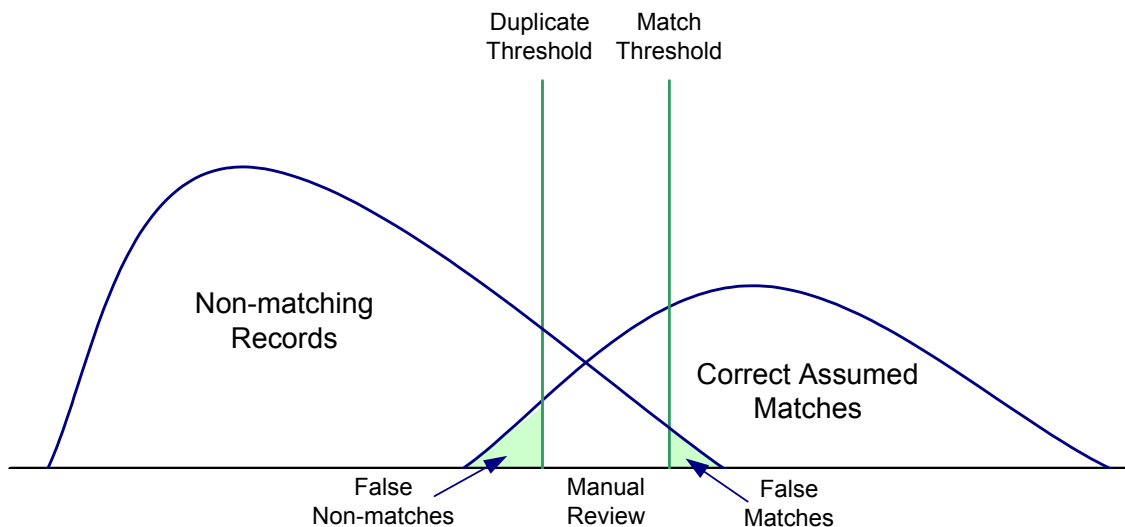 Duplicate
Threshold
Match
Threshold
Non-matching
Records
Correct Assumed
Matches
False
Non-matches
Manual
Review
False
Matches